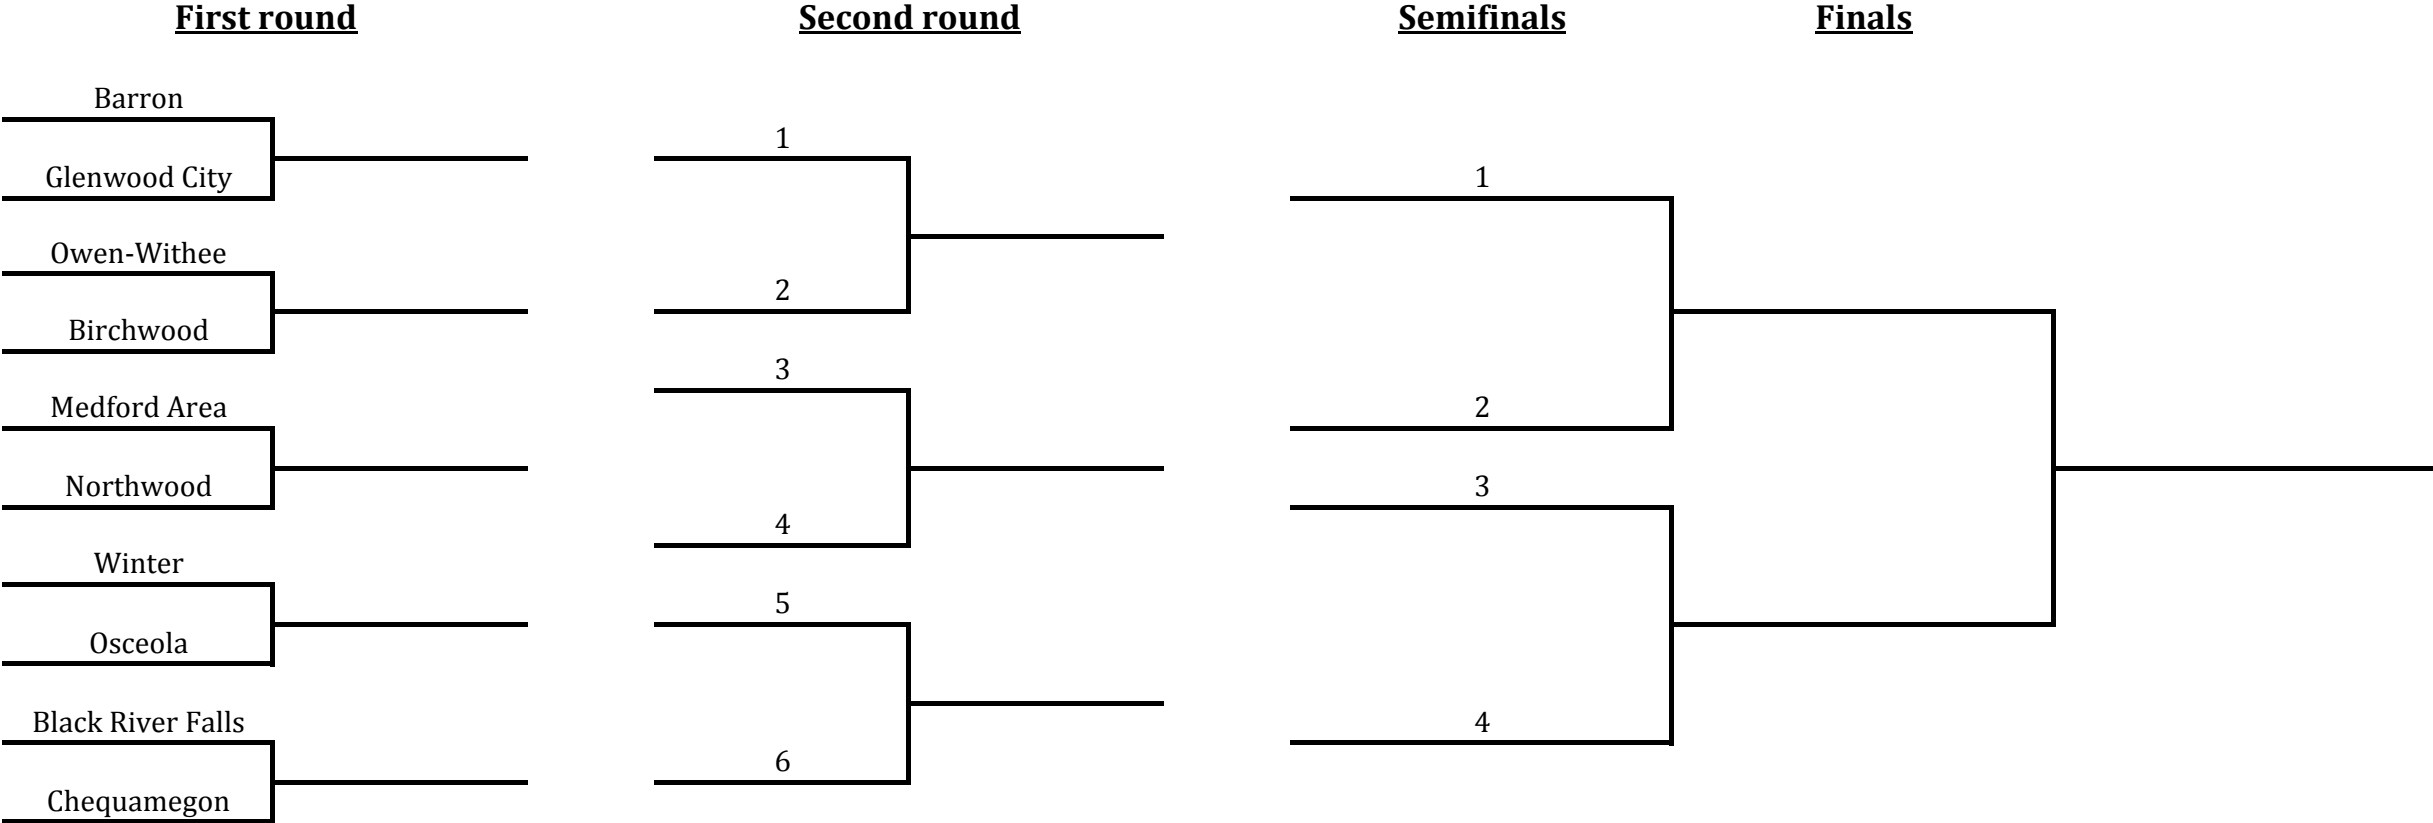 First round
Second round
Semifinals
Finals
Barron
Glenwood City
Owen-Withee
Birchwood
Medford Area
Northwood
Winter
Osceola
Black River Falls
Chequamegon
1
2
3
4
5
6
1
2
3
4